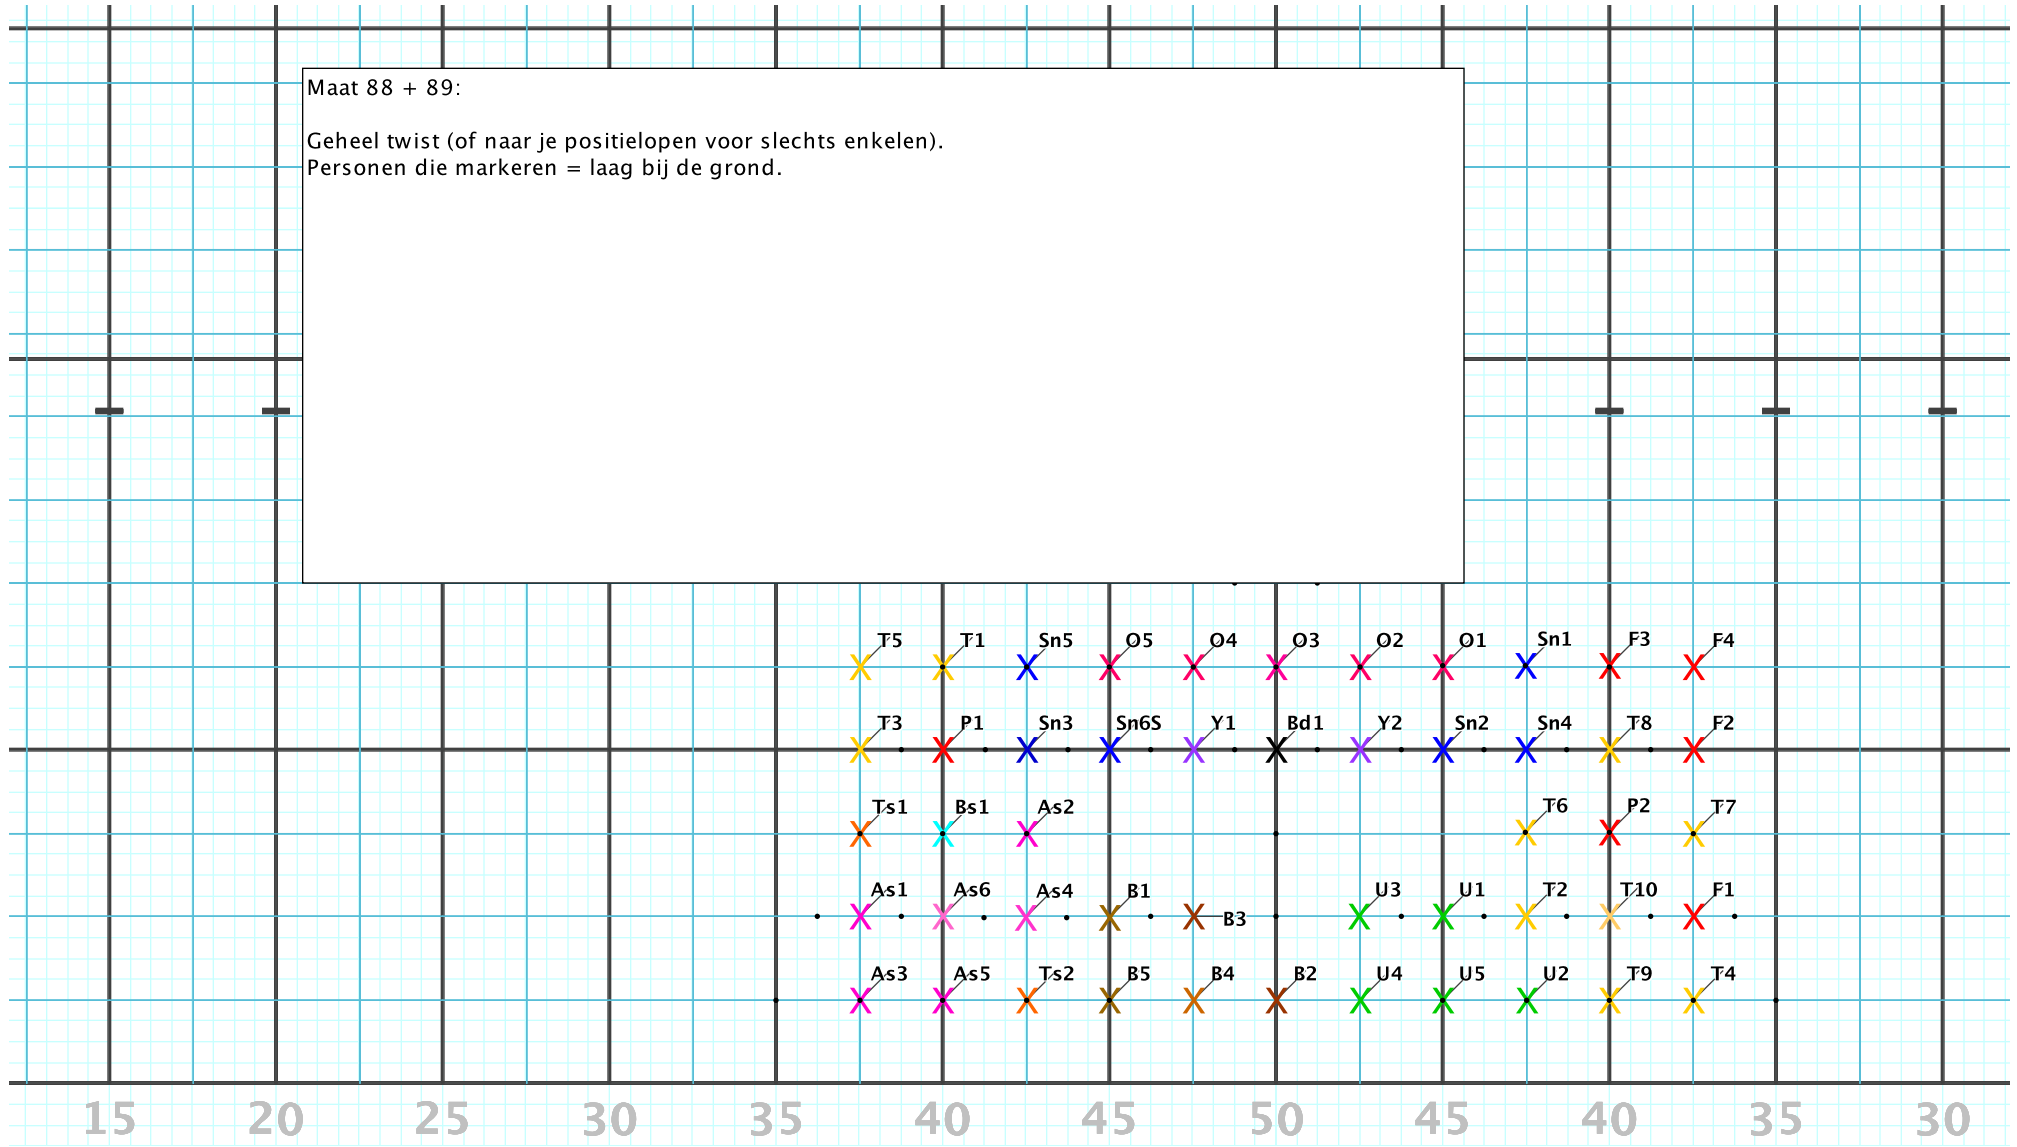 Maat 88 + 89:
Geheel twist (of naar je positielopen voor slechts enkelen).
Personen die markeren = laag bij de grond.
T5 T1 Sn5 O5 O4 O3 O2 O1 Sn1 F3 F4
T3 P1 Sn3 Sn6S Y1 Bd1 Y2 Sn2 Sn4 T8 F2
Ts1 Bs1 As2 T6 P2 T7
As1 As6 As4 B1 B3 U3 U1 T2 T10 F1
As3 As5 Ts2 B5 B4 B2 U4 U5 U2 T9 T4
15 20 25 30 35 40 45 50 45 40 35 30